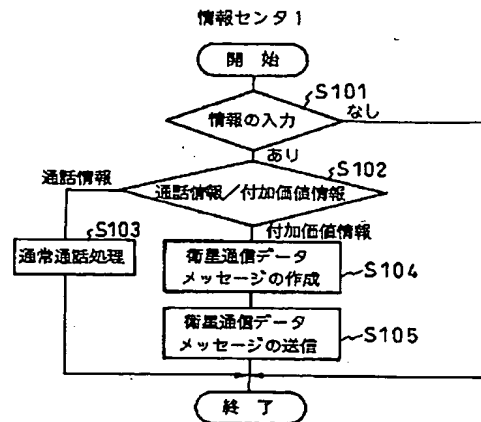 情報センタ1
開始
S101
情報の入力
なし
あり
S102
通話情報
通話情報/付加価値情報
付加価値情報
S103
通常通話処理
衛星通信データ
メッセージの作成
S104
衛星通信データ
メッセージの送信
S105
終了